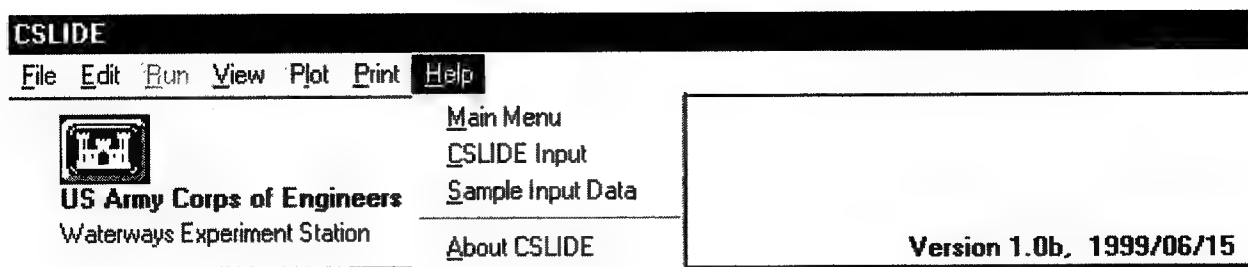 CSLIDE
File Edit Run View Plot Print Help
Main Menu
CSLIDE Input
Sample Input Data
About CSLIDE
US Army Corps of Engineers
Waterways Experiment Station
Version 1.0b, 1999/06/15